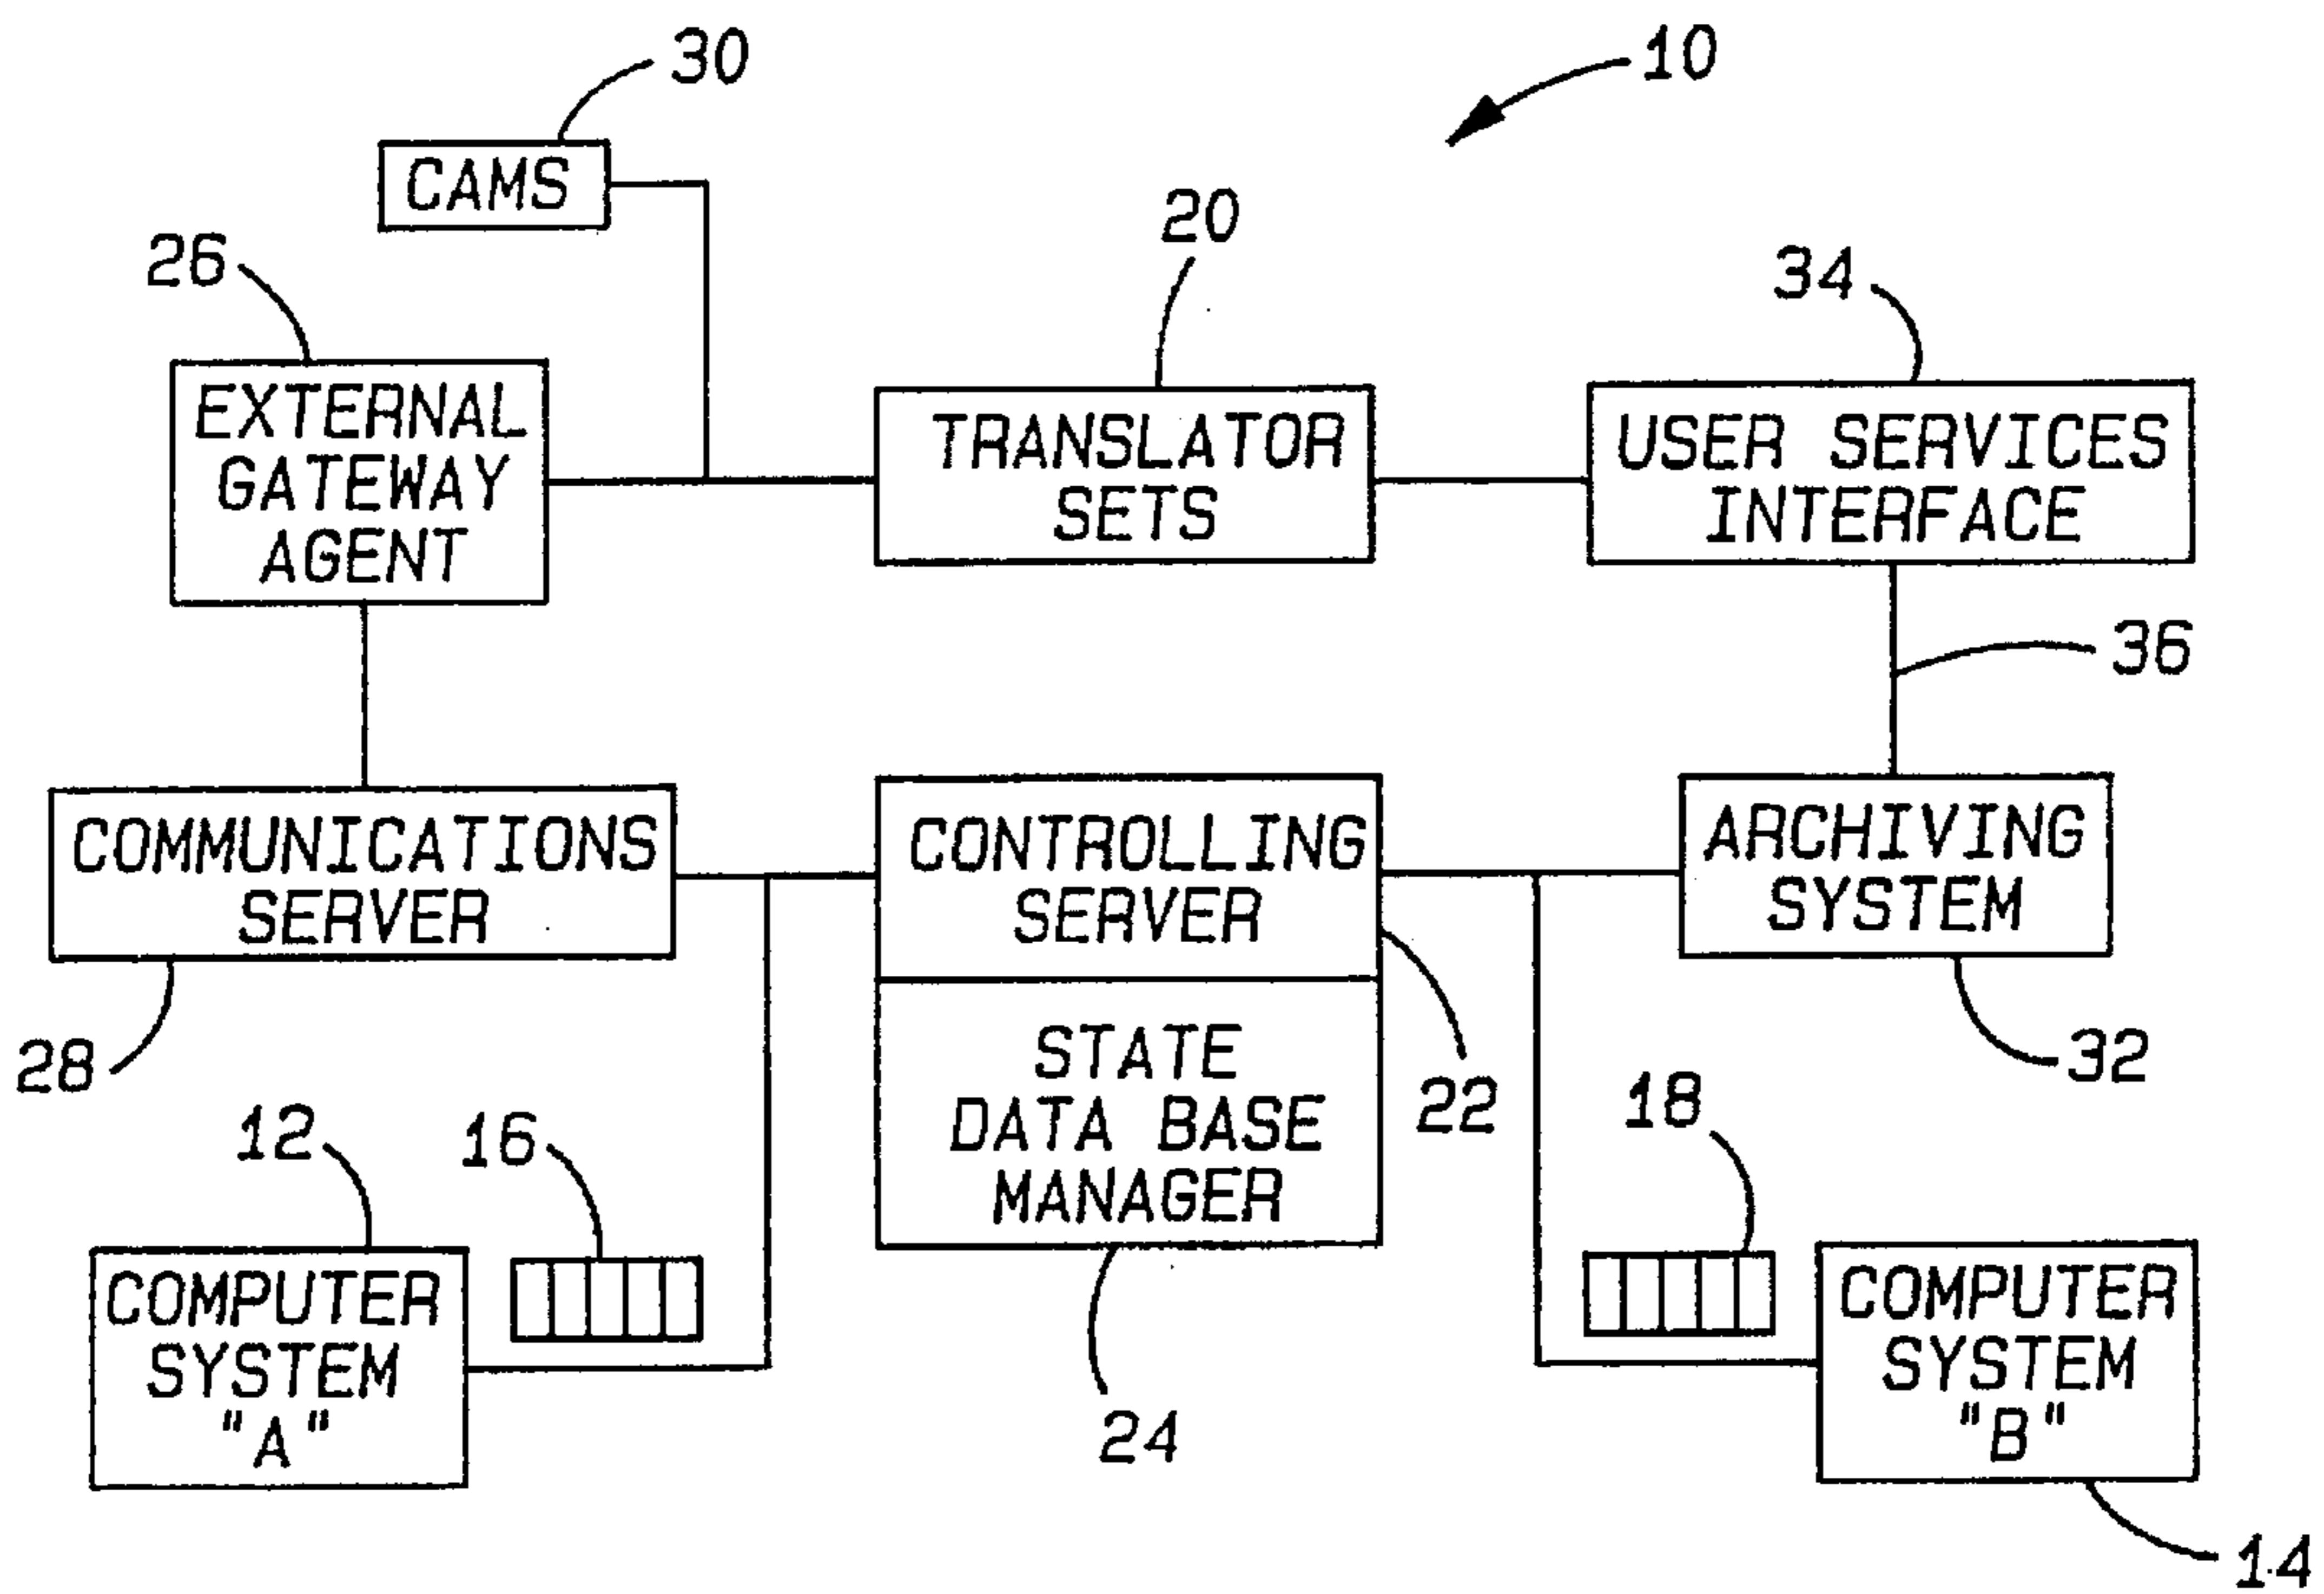 30
10
CAMS
20
26
34
EXTERNAL
GATEWAY
AGENT
TRANSLATOR
SETS
USER SERVICES
INTERFACE
36
COMMUNICATIONS
SERVER
CONTROLLING
SERVER
ARCHIVING
SYSTEM
28
STATE
DATA BASE
MANAGER
22
32
12
16
18
COMPUTER
SYSTEM
"A"
24
COMPUTER
SYSTEM
"B"
14